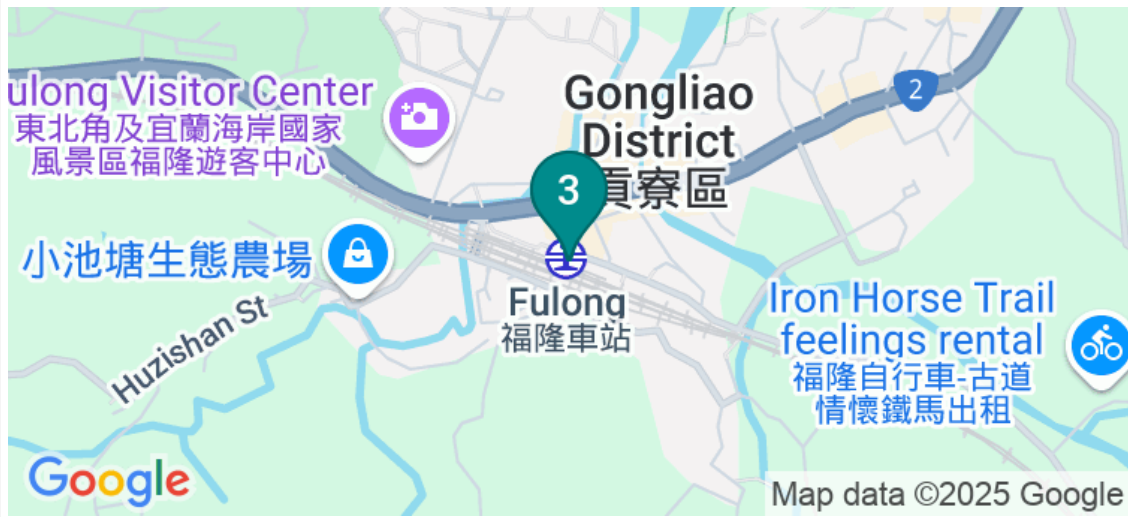 ulong Visitor Center
東北角及宜蘭海岸國家
風景區福隆遊客中心
Gongliao
District
貢寮區
2
3
小池塘生態農場
Huzishan St
Fulong
福隆車站
Iron Horse Trail
feelings rental
福隆自行車-古道
情懷鐵馬出租
Google
Map data ©2025 Google